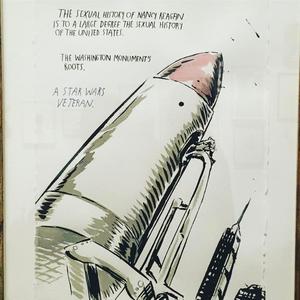 THE SEXUAL HISTORY OF NANCY REAGAN
IS TO A LARGE DEGREE THE SEXUAL HISTORY
OF THE UNITED STATES.
THE WASHINGTON MONUMENT'S
ROOTS.
A STAR WARS
VETERAN.